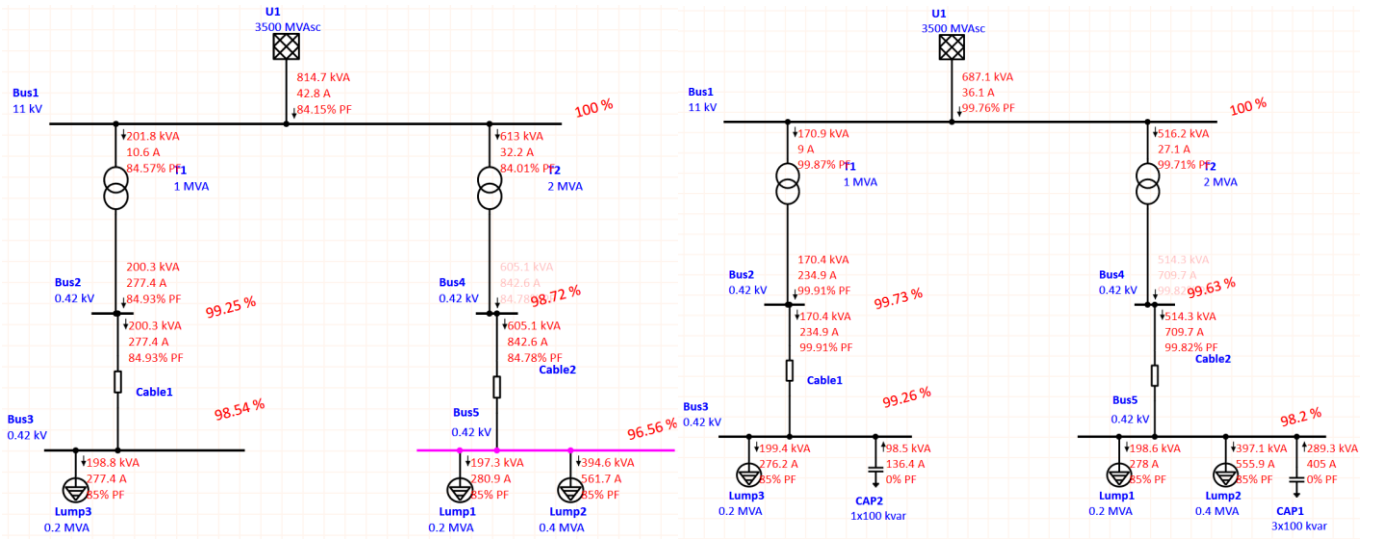 U1
3500 MVAsc
814.7 kVA
42.8 A
84.15% PF
Bus1
11 kV
100 %
201.8 kVA
10.6 A
84.57% PF
T1
1 MVA
613 kVA
32.2 A
84.01% PF
T2
2 MVA
200.3 kVA
277.4 A
84.93% PF
Bus2
0.42 kV
99.25 %
200.3 kVA
277.4 A
84.93% PF
605.1 kVA
842.6 A
84.78%
Bus4
0.42 kV
98.72 %
605.1 kVA
842.6 A
84.78% PF
Cable1
Cable2
Bus3
0.42 kV
98.54 %
Bus5
0.42 kV
96.56 %
198.8 kVA
277.4 A
85% PF
Lump3
0.2 MVA
197.3 kVA
280.9 A
85% PF
Lump1
0.2 MVA
394.6 kVA
561.7 A
85% PF
Lump2
0.4 MVA
U1
3500 MVAsc
687.1 kVA
36.1 A
99.76% PF
Bus1
11 kV
100 %
170.9 kVA
9 A
99.87% PF
T1
1 MVA
516.2 kVA
27.1 A
99.71% PF
T2
2 MVA
170.4 kVA
234.9 A
99.91% PF
Bus2
0.42 kV
99.73 %
170.4 kVA
234.9 A
99.91% PF
514.3 kVA
709.7 A
99.82%
Bus4
0.42 kV
99.63 %
514.3 kVA
709.7 A
99.82% PF
Cable1
Cable2
Bus3
0.42 kV
99.26 %
Bus5
0.42 kV
98.2 %
199.4 kVA
276.2 A
85% PF
Lump3
0.2 MVA
98.5 kVA
136.4 A
0% PF
CAP2
1x100 kvar
198.6 kVA
278 A
85% PF
Lump1
0.2 MVA
397.1 kVA
555.9 A
85% PF
Lump2
0.4 MVA
289.3 kVA
405 A
0% PF
CAP1
3x100 kvar